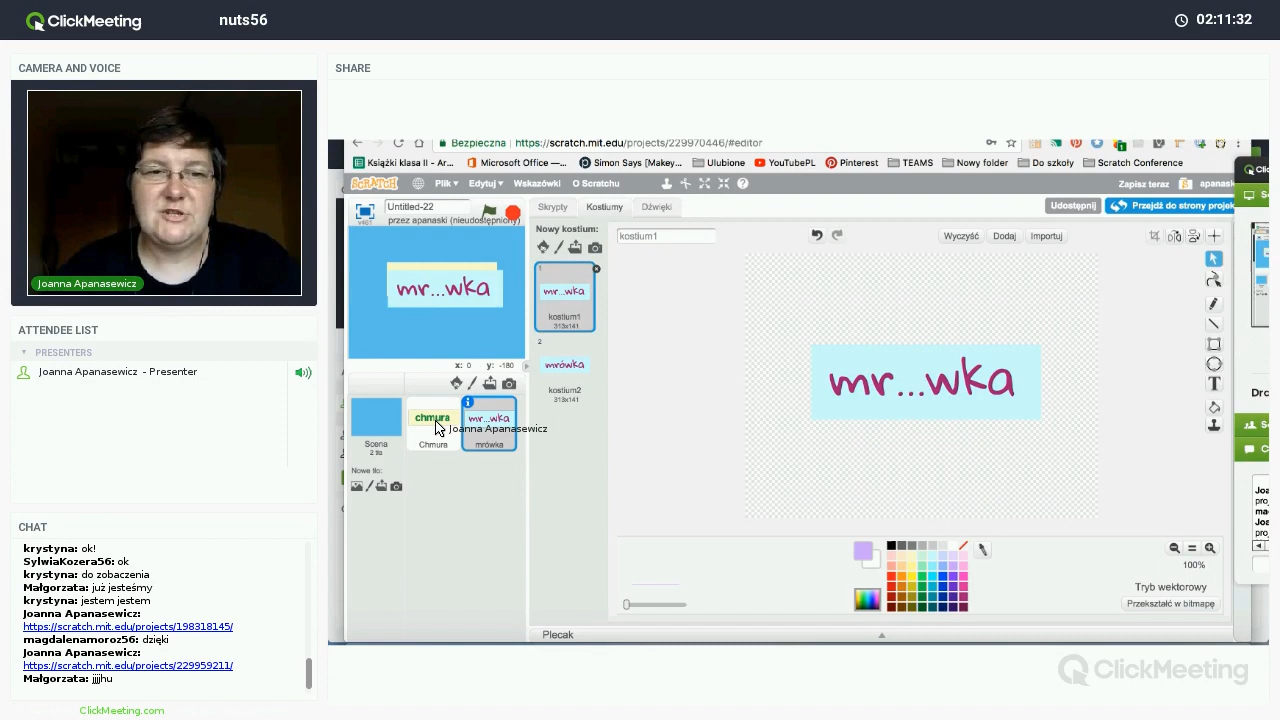 ClickMeeting
nuts56
02:11:32
CAMERA AND VOICE
SHARE
Joanna Apanasewicz
ATTENDEE LIST
PRESENTERS
Joanna Apanasewicz - Presenter
CHAT
krystyna: ok!
SylwiaKozera56: ok
krystyna: do zobaczenia
Małgorzata: już jesteśmy
krystyna: jestem jestem
Joanna Apanasewicz:
https://scratch.mit.edu/projects/198318145/
magdalenamoroz56: dzięki
Joanna Apanasewicz:
https://scratch.mit.edu/projects/229959211/
Małgorzata: jjjjhu
ClickMeeting.com
Bezpieczna https://scratch.mit.edu/projects/229970446/#editor
Książki klasa II - Ar... Microsoft Office —... Simon Says [Makey... Ulubione YouTubePL Pinterest TEAMS Nowy folder Do szkoły Scratch Conference
SCRATCH Plik Edytuj Wskazówki O Scratchu Zapisz teraz apanas
Untitled-22
przez apanaski (nieudostępniony)
v461
Skrypty Kostiumy Dźwięki
Udostępnij Przejdź do strony projek
mr...wka
x: 0 y: -180
Scena
2 tła
Nowe tło:
chmura
Chmura
mr...wka
mrówka
Joanna Apanasewicz
Nowy kostium:
1
mr...wka
kostium1
313x141
2
mrówka
kostium2
313x141
kostium1
Wyczyść Dodaj Importuj
mr...wka
T
100%
Tryb wektorowy
Przekształć w bitmapę
Plecak
ClickMeeting